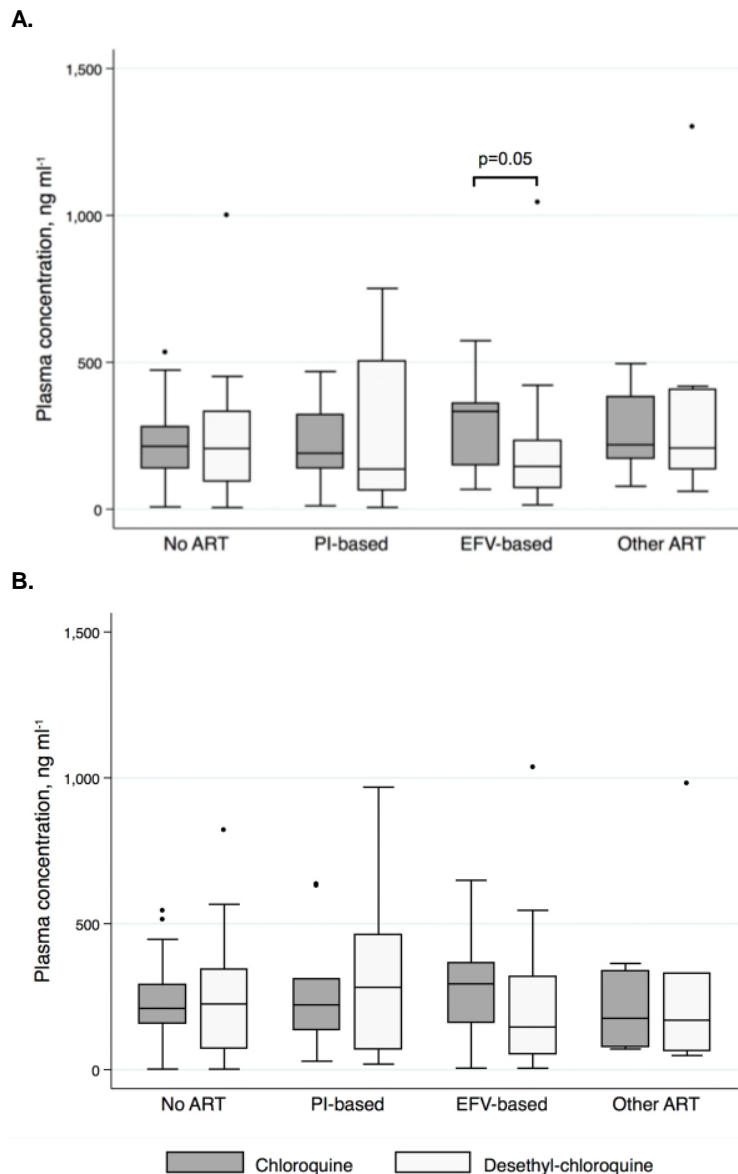 A.
Plasma concentration, ng ml⁻¹
1,500
1,000
500
0
p=0.05
No ART PI-based EFV-based Other ART
B.
Plasma concentration, ng ml⁻¹
1,500
1,000
500
0
No ART PI-based EFV-based Other ART
Chloroquine Desethyl-chloroquine